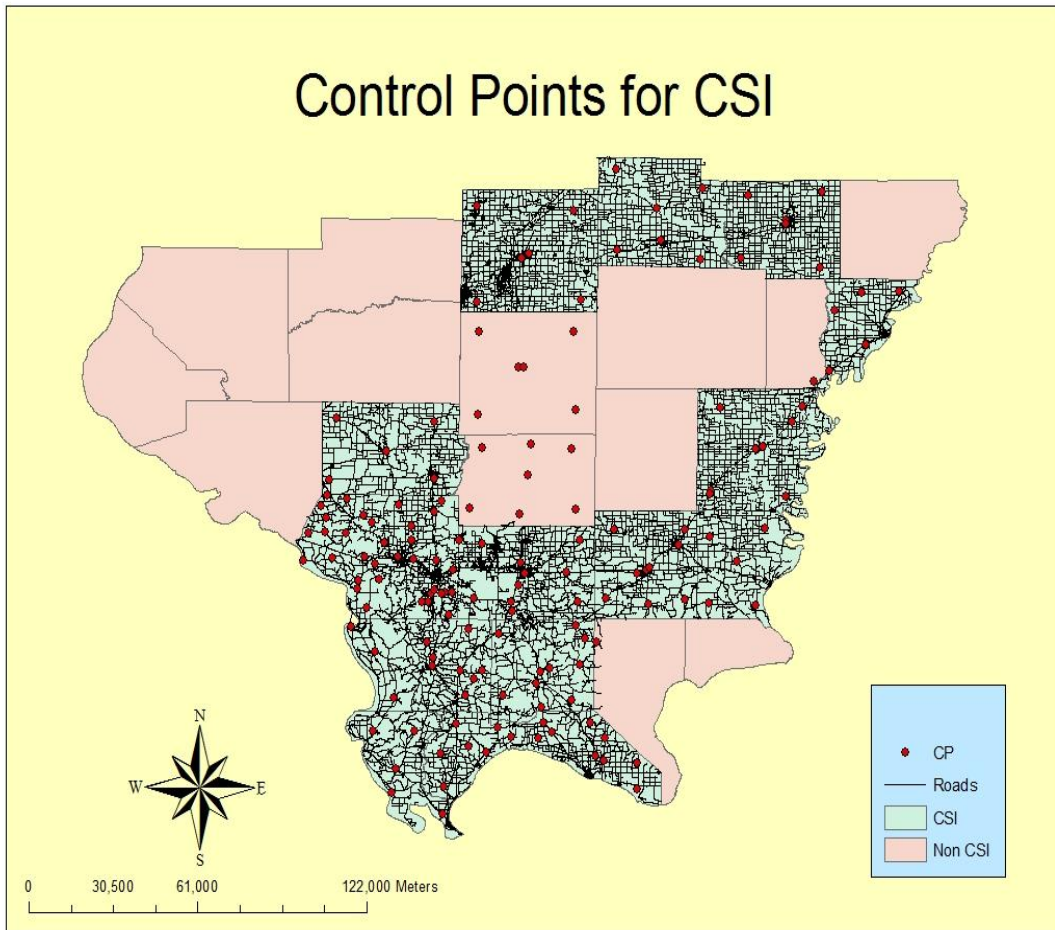 Control Points for CSI
N
W E
S
CP
Roads
CSI
Non CSI
0 30,500 61,000 122,000 Meters